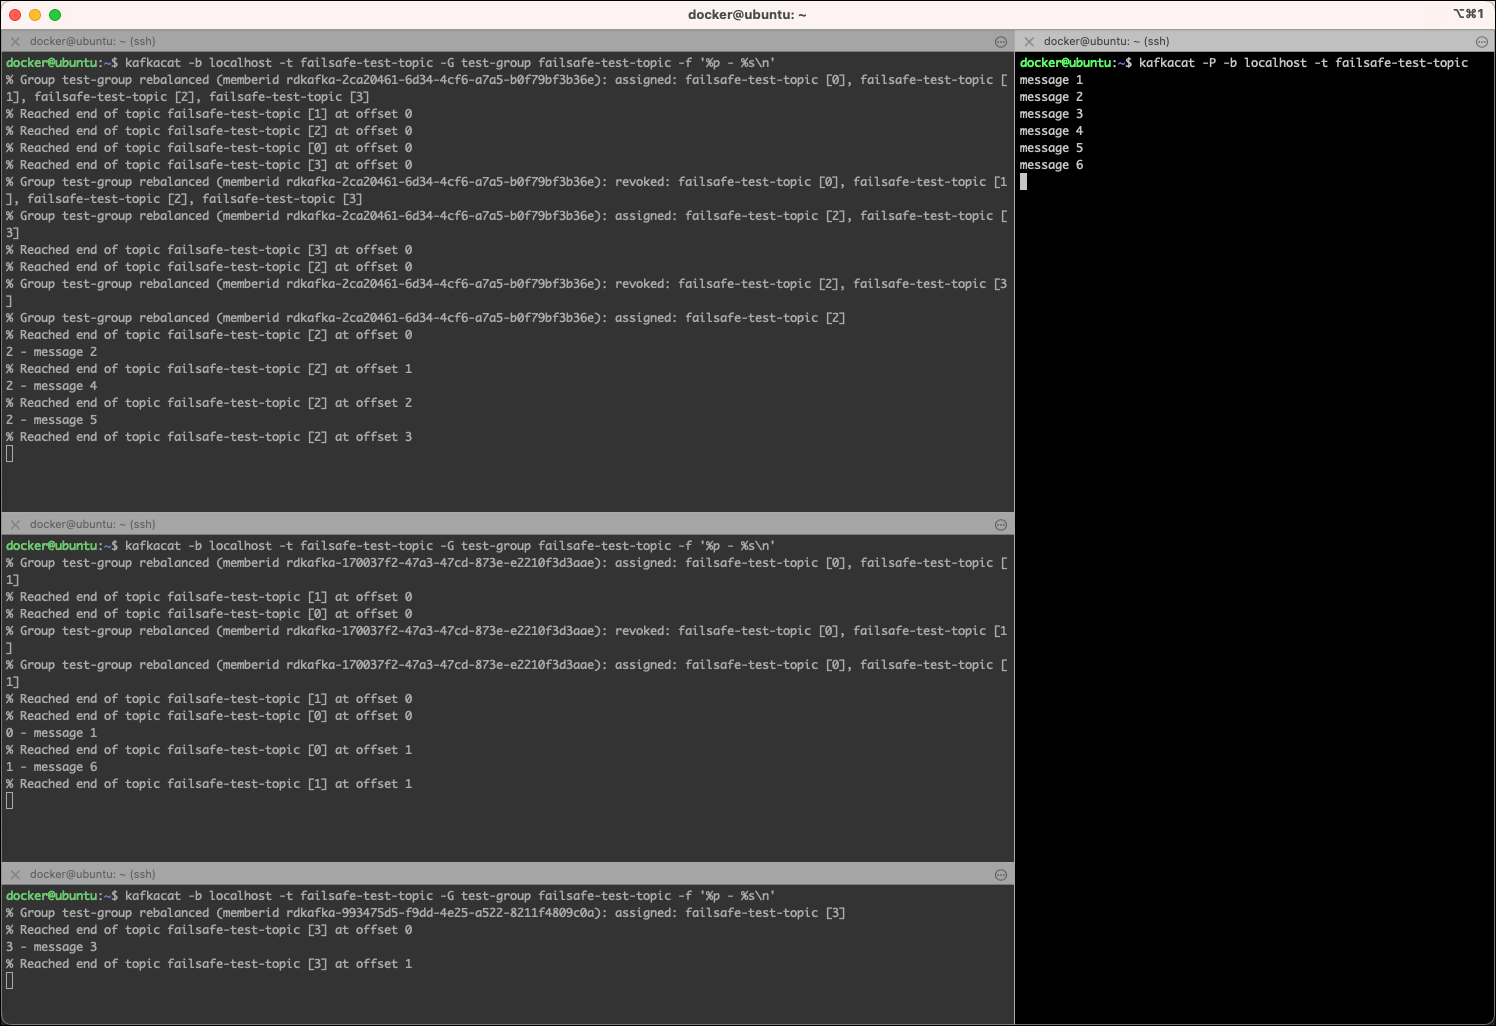 docker@ubuntu: ~
⌥⌘1
docker@ubuntu: ~ (ssh)
docker@ubuntu:~$ kafkacat -b localhost -t failsafe-test-topic -G test-group failsafe-test-topic -f '%p - %s\n'
% Group test-group rebalanced (memberid rdkafka-2ca20461-6d34-4cf6-a7a5-b0f79bf3b36e): assigned: failsafe-test-topic [0], failsafe-test-topic [
1], failsafe-test-topic [2], failsafe-test-topic [3]
% Reached end of topic failsafe-test-topic [1] at offset 0
% Reached end of topic failsafe-test-topic [2] at offset 0
% Reached end of topic failsafe-test-topic [0] at offset 0
% Reached end of topic failsafe-test-topic [3] at offset 0
% Group test-group rebalanced (memberid rdkafka-2ca20461-6d34-4cf6-a7a5-b0f79bf3b36e): revoked: failsafe-test-topic [0], failsafe-test-topic [1
], failsafe-test-topic [2], failsafe-test-topic [3]
% Group test-group rebalanced (memberid rdkafka-2ca20461-6d34-4cf6-a7a5-b0f79bf3b36e): assigned: failsafe-test-topic [2], failsafe-test-topic [
3]
% Reached end of topic failsafe-test-topic [3] at offset 0
% Reached end of topic failsafe-test-topic [2] at offset 0
% Group test-group rebalanced (memberid rdkafka-2ca20461-6d34-4cf6-a7a5-b0f79bf3b36e): revoked: failsafe-test-topic [2], failsafe-test-topic [3
]
% Group test-group rebalanced (memberid rdkafka-2ca20461-6d34-4cf6-a7a5-b0f79bf3b36e): assigned: failsafe-test-topic [2]
% Reached end of topic failsafe-test-topic [2] at offset 0
2 - message 2
% Reached end of topic failsafe-test-topic [2] at offset 1
2 - message 4
% Reached end of topic failsafe-test-topic [2] at offset 2
2 - message 5
% Reached end of topic failsafe-test-topic [2] at offset 3
docker@ubuntu: ~ (ssh)
docker@ubuntu:~$ kafkacat -b localhost -t failsafe-test-topic -G test-group failsafe-test-topic -f '%p - %s\n'
% Group test-group rebalanced (memberid rdkafka-170037f2-47a3-47cd-873e-e2210f3d3aae): assigned: failsafe-test-topic [0], failsafe-test-topic [
1]
% Reached end of topic failsafe-test-topic [1] at offset 0
% Reached end of topic failsafe-test-topic [0] at offset 0
% Group test-group rebalanced (memberid rdkafka-170037f2-47a3-47cd-873e-e2210f3d3aae): revoked: failsafe-test-topic [0], failsafe-test-topic [1
]
% Group test-group rebalanced (memberid rdkafka-170037f2-47a3-47cd-873e-e2210f3d3aae): assigned: failsafe-test-topic [0], failsafe-test-topic [
1]
% Reached end of topic failsafe-test-topic [1] at offset 0
% Reached end of topic failsafe-test-topic [0] at offset 0
0 - message 1
% Reached end of topic failsafe-test-topic [0] at offset 1
1 - message 6
% Reached end of topic failsafe-test-topic [1] at offset 1
docker@ubuntu: ~ (ssh)
docker@ubuntu:~$ kafkacat -b localhost -t failsafe-test-topic -G test-group failsafe-test-topic -f '%p - %s\n'
% Group test-group rebalanced (memberid rdkafka-993475d5-f9dd-4e25-a522-8211f4809c0a): assigned: failsafe-test-topic [3]
% Reached end of topic failsafe-test-topic [3] at offset 0
3 - message 3
% Reached end of topic failsafe-test-topic [3] at offset 1
docker@ubuntu: ~ (ssh)
docker@ubuntu:~$ kafkacat -P -b localhost -t failsafe-test-topic
message 1
message 2
message 3
message 4
message 5
message 6